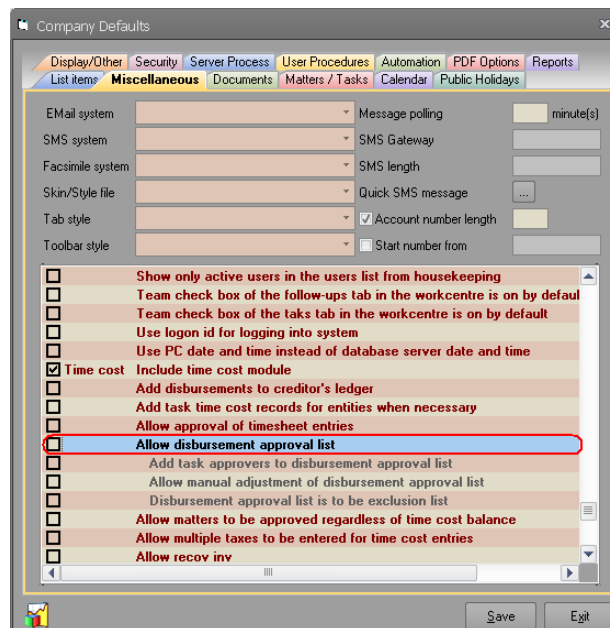 Company Defaults
Display/Other Security Server Process User Procedures Automation PDF Options Reports
List items Miscellaneous Documents Matters / Tasks Calendar Public Holidays
EMail system Message polling minute(s)
SMS system SMS Gateway
Facsimile system SMS length
Skin/Style file Quick SMS message ...
Tab style Account number length
Toolbar style Start number from
Show only active users in the users list from housekeeping
Team check box of the follow-ups tab in the workcentre is on by defaul
Team check box of the taks tab in the workcentre is on by default
Use logon id for logging into system
Use PC date and time instead of database server date and time
Time cost Include time cost module
Add disbursements to creditor's ledger
Add task time cost records for entities when necessary
Allow approval of timesheet entries
Allow disbursement approval list
Add task approvers to disbursement approval list
Allow manual adjustment of disbursement approval list
Disbursement approval list is to be exclusion list
Allow matters to be approved regardless of time cost balance
Allow multiple taxes to be entered for time cost entries
Allow recov inv
Save Exit